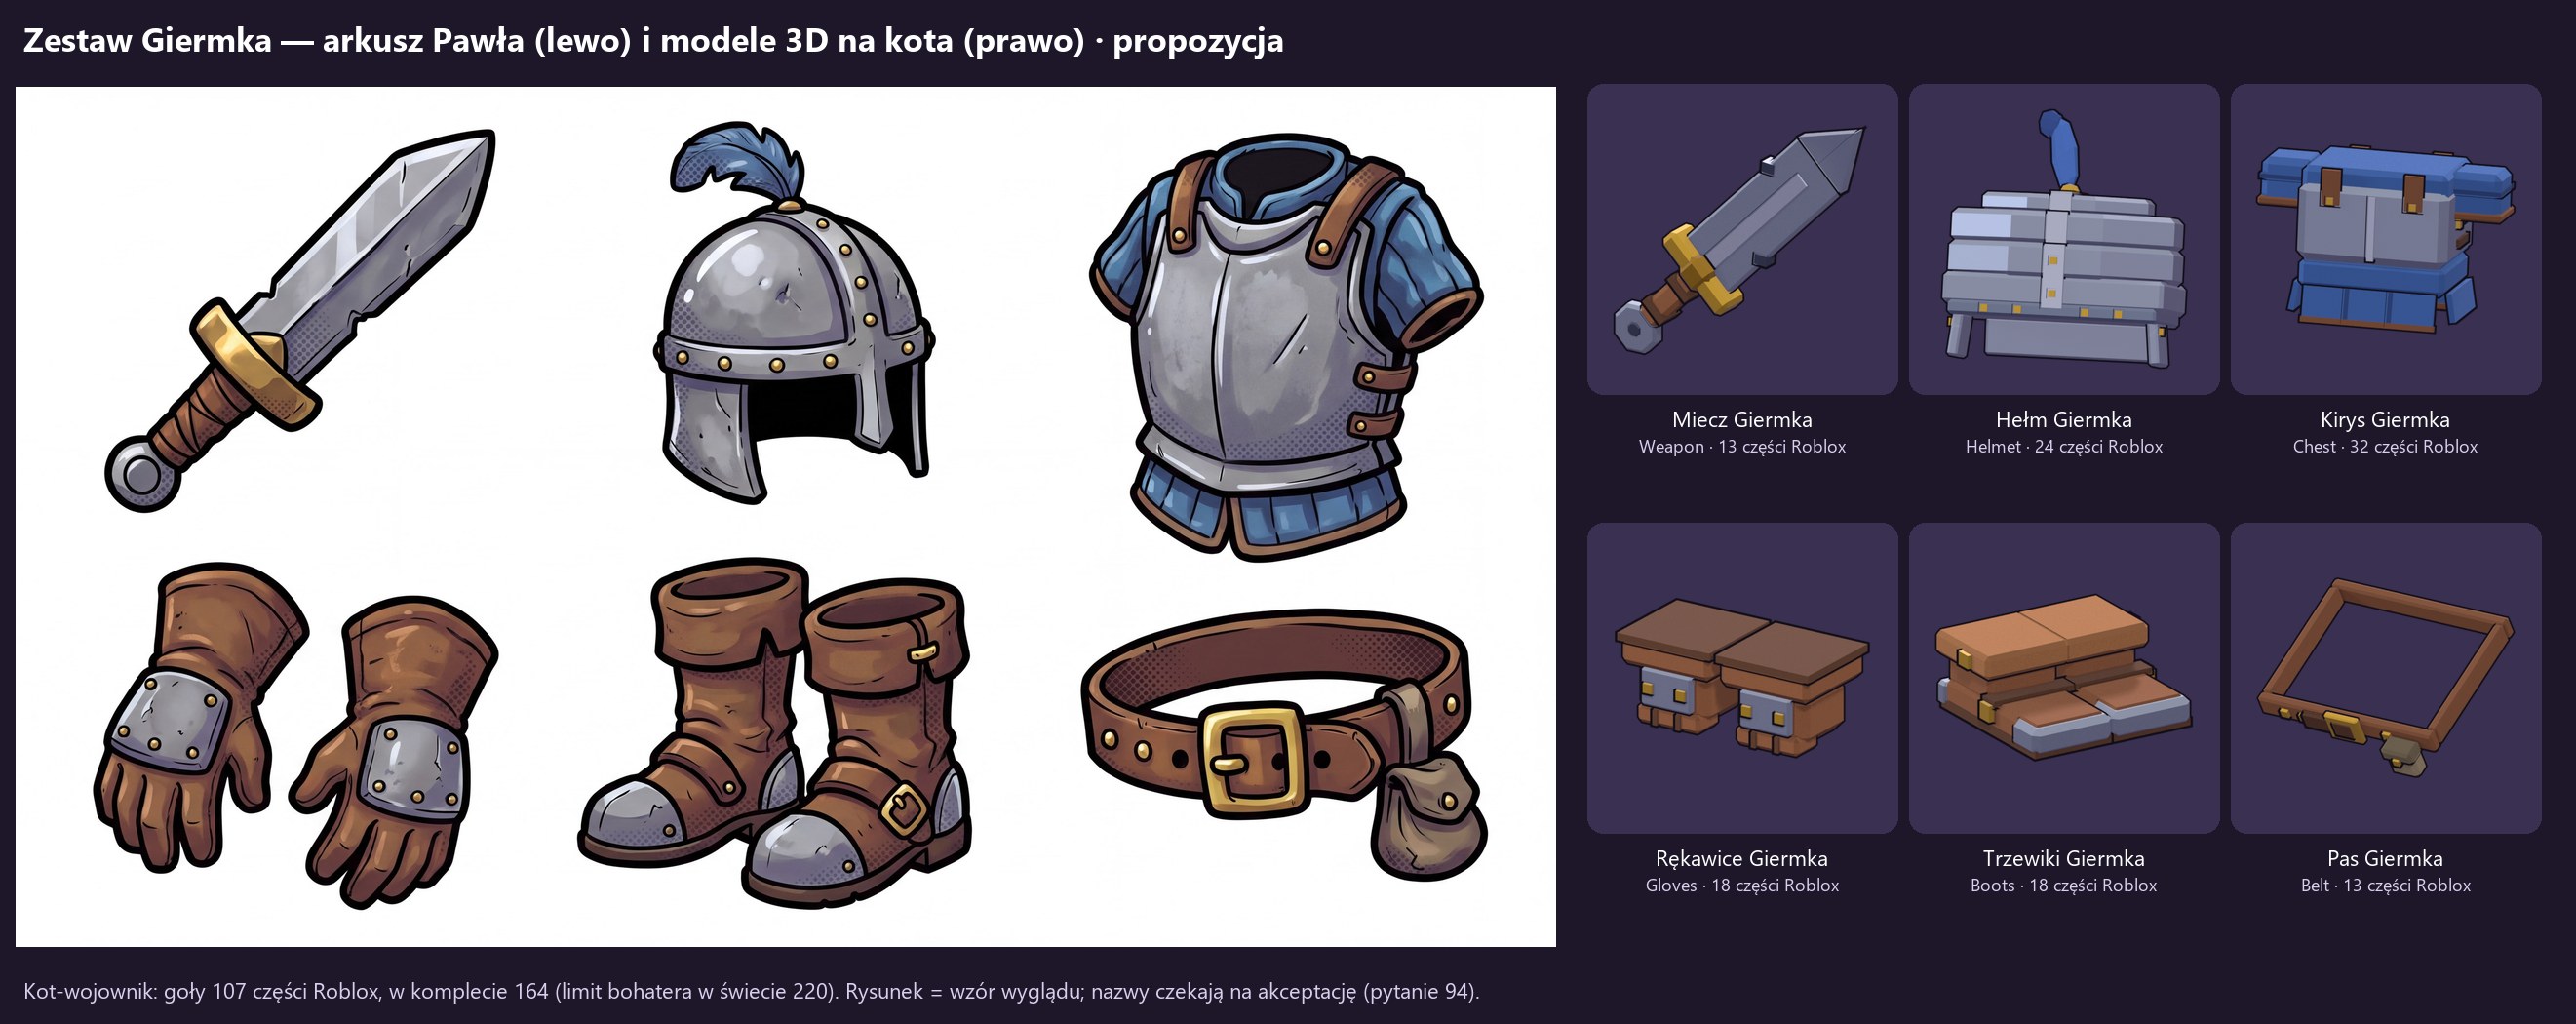 Zestaw Giermka — arkusz Pawła (lewo) i modele 3D na kota (prawo) · propozycja
Miecz Giermka
Weapon · 13 części Roblox
Hełm Giermka
Helmet · 24 części Roblox
Kirys Giermka
Chest · 32 części Roblox
Rękawice Giermka
Gloves · 18 części Roblox
Trzewiki Giermka
Boots · 18 części Roblox
Pas Giermka
Belt · 13 części Roblox
Kot-wojownik: goły 107 części Roblox, w komplecie 164 (limit bohatera w świecie 220). Rysunek = wzór wyglądu; nazwy czekają na akceptację (pytanie 94).